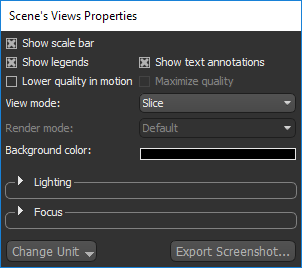 Scene's Views Properties
Show scale bar
Show legends Show text annotations
Lower quality in motion Maximize quality
View mode: Slice
Render mode: Default
Background color:
Lighting
Focus
Change Unit Export Screenshot...